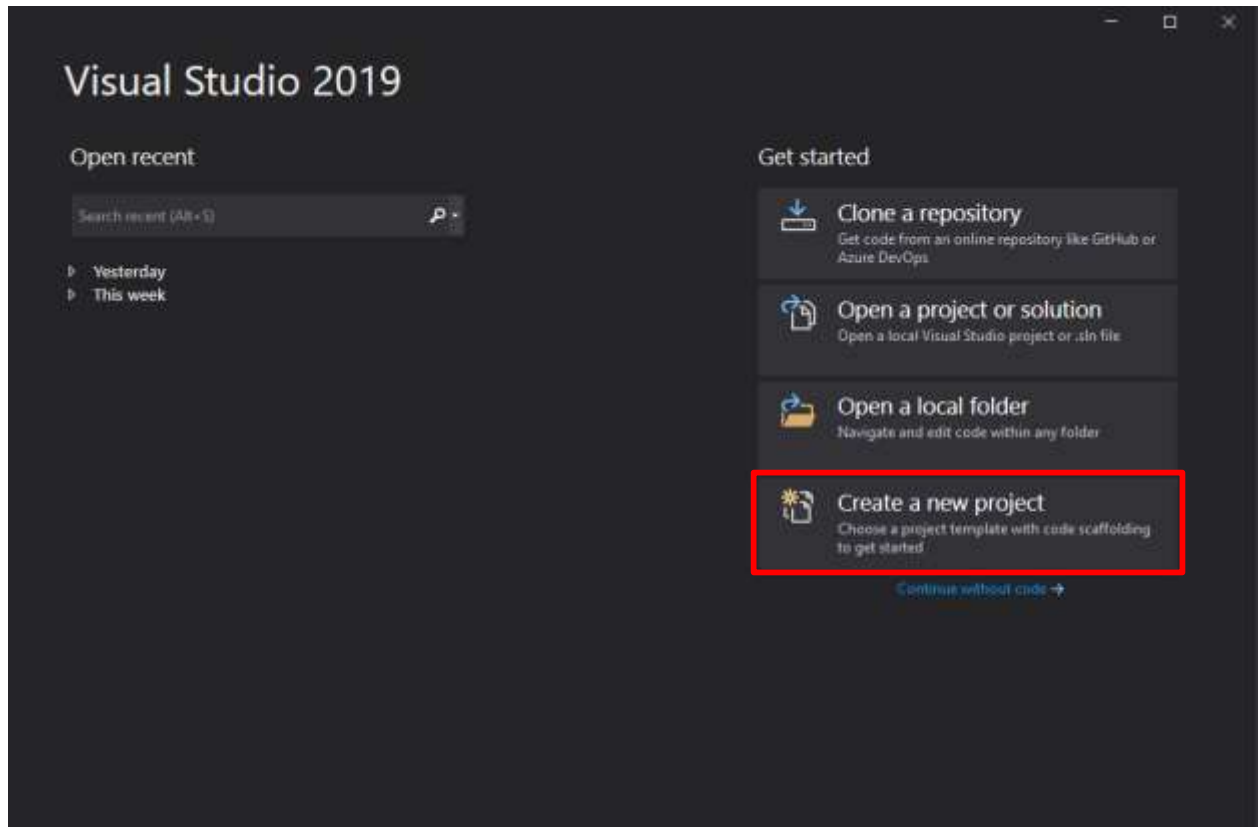 Visual Studio 2019
Open recent
Search recent (Alt+S)
Yesterday
This week
Get started
Clone a repository
Get code from an online repository like GitHub or
Azure DevOps
Open a project or solution
Open a local Visual Studio project or .sln file
Open a local folder
Navigate and edit code within any folder
Create a new project
Choose a project template with code scaffolding
to get started
Continue without code →